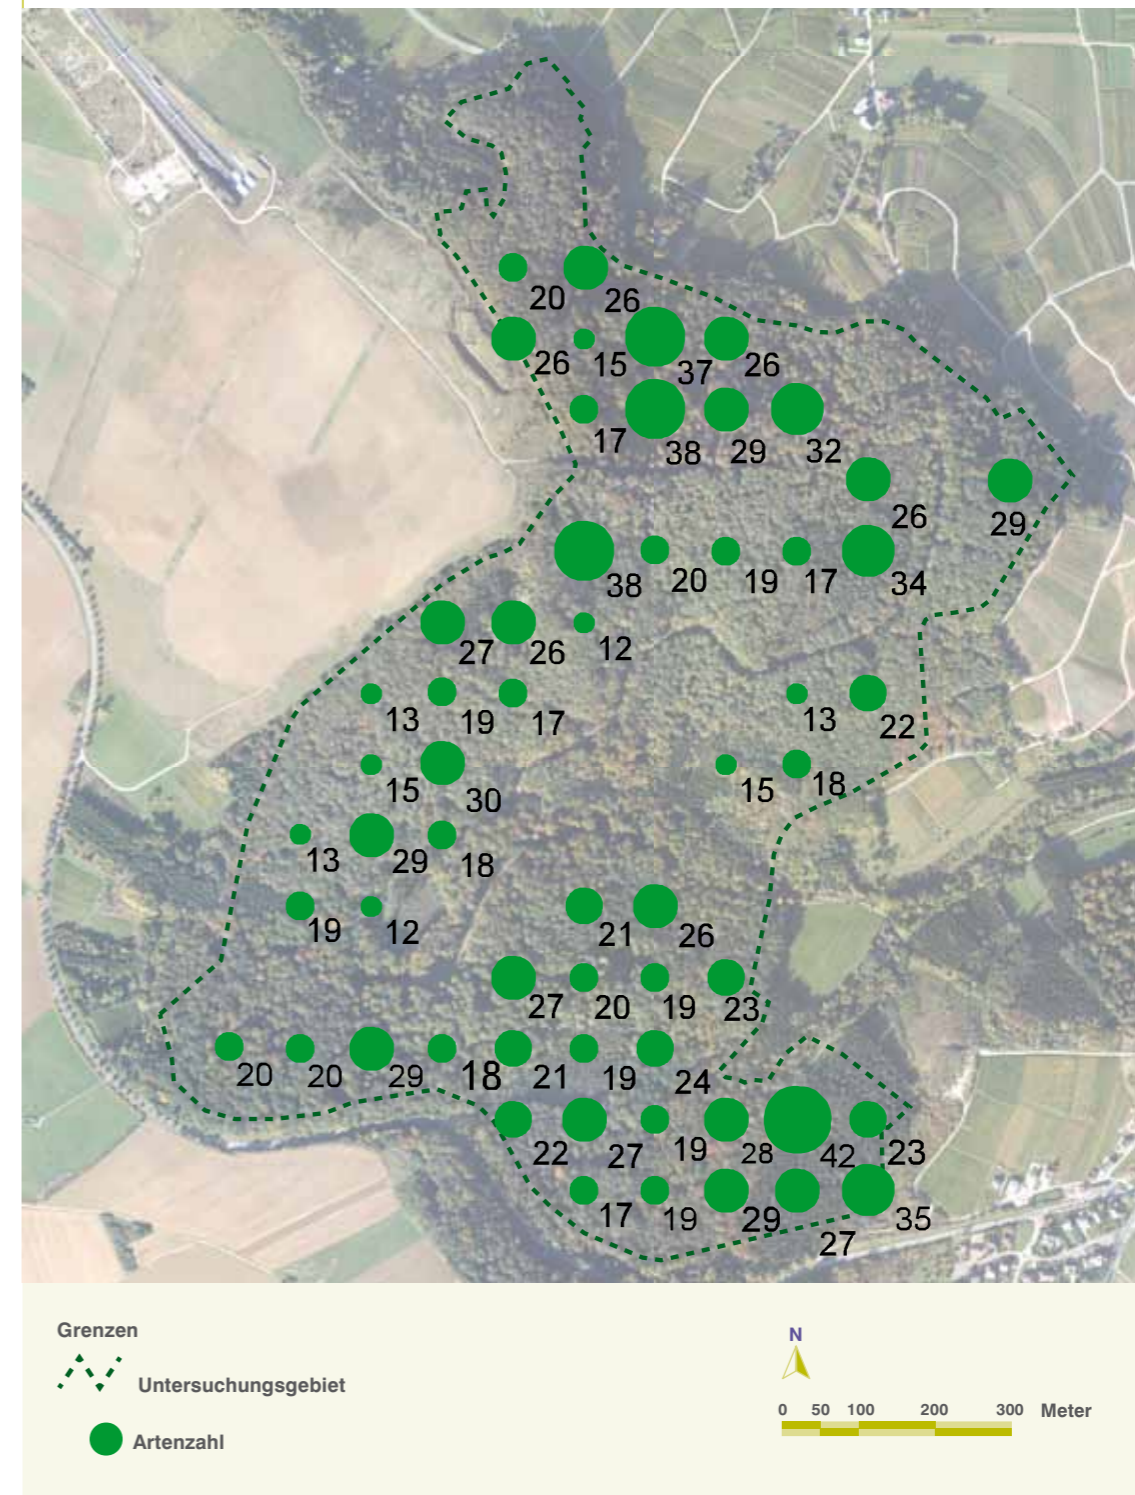 20 26
26 15 37 26
17 38 29 32
26 29
38 20 19 17 34
27 26 12
13 19 17 13 22
15 30 15 18
13 29 18
19 12 21 26
27 20 19 23
20 20 29 18 21 19 24
22 27 19 28 42 23
17 19 29 27 35
Grenzen
Untersuchungsgebiet
Artenzahl
N
0 50 100 200 300 Meter